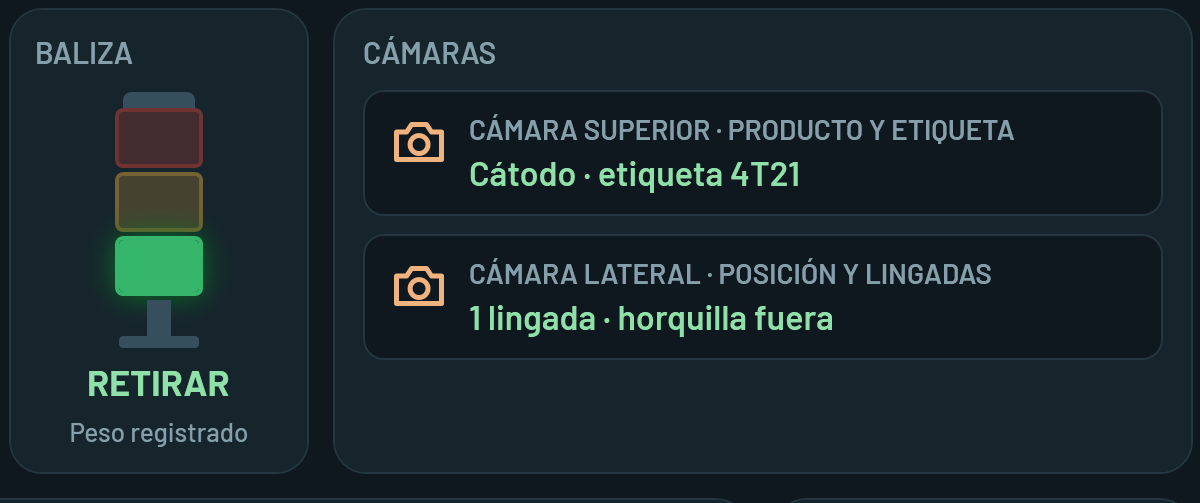 BALIZA
RETIRAR
Peso registrado
CÁMARAS
CÁMARA SUPERIOR · PRODUCTO Y ETIQUETA
Cátodo · etiqueta 4T21
CÁMARA LATERAL · POSICIÓN Y LINGADAS
1 lingada · horquilla fuera